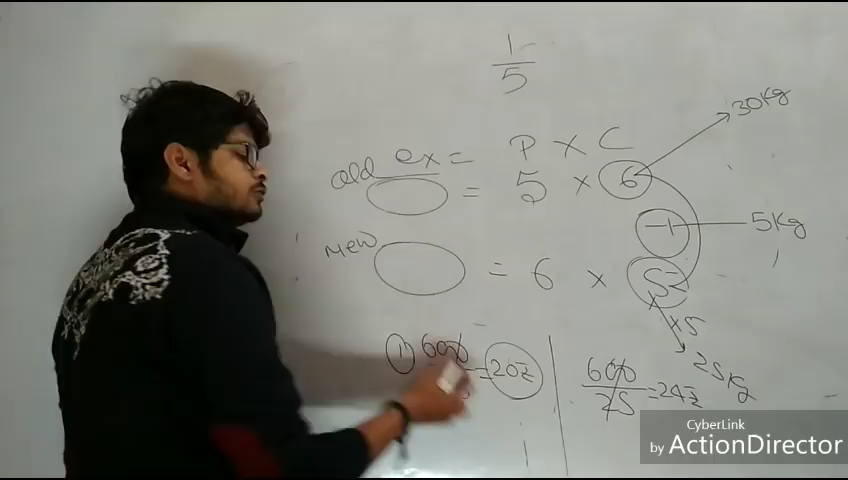 1
5
old ex = P X C
= 5 × 6
30Kg
-1
5Kg
new
= 6 × 5
×5
25Kg
① 600
= 20
600
25
= 24
CyberLink
by ActionDirector